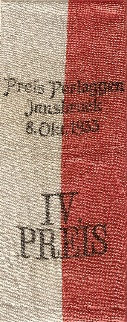 Preis Perlaggen
Innsbruck
8. Okt. 1933
IV.
PREIS